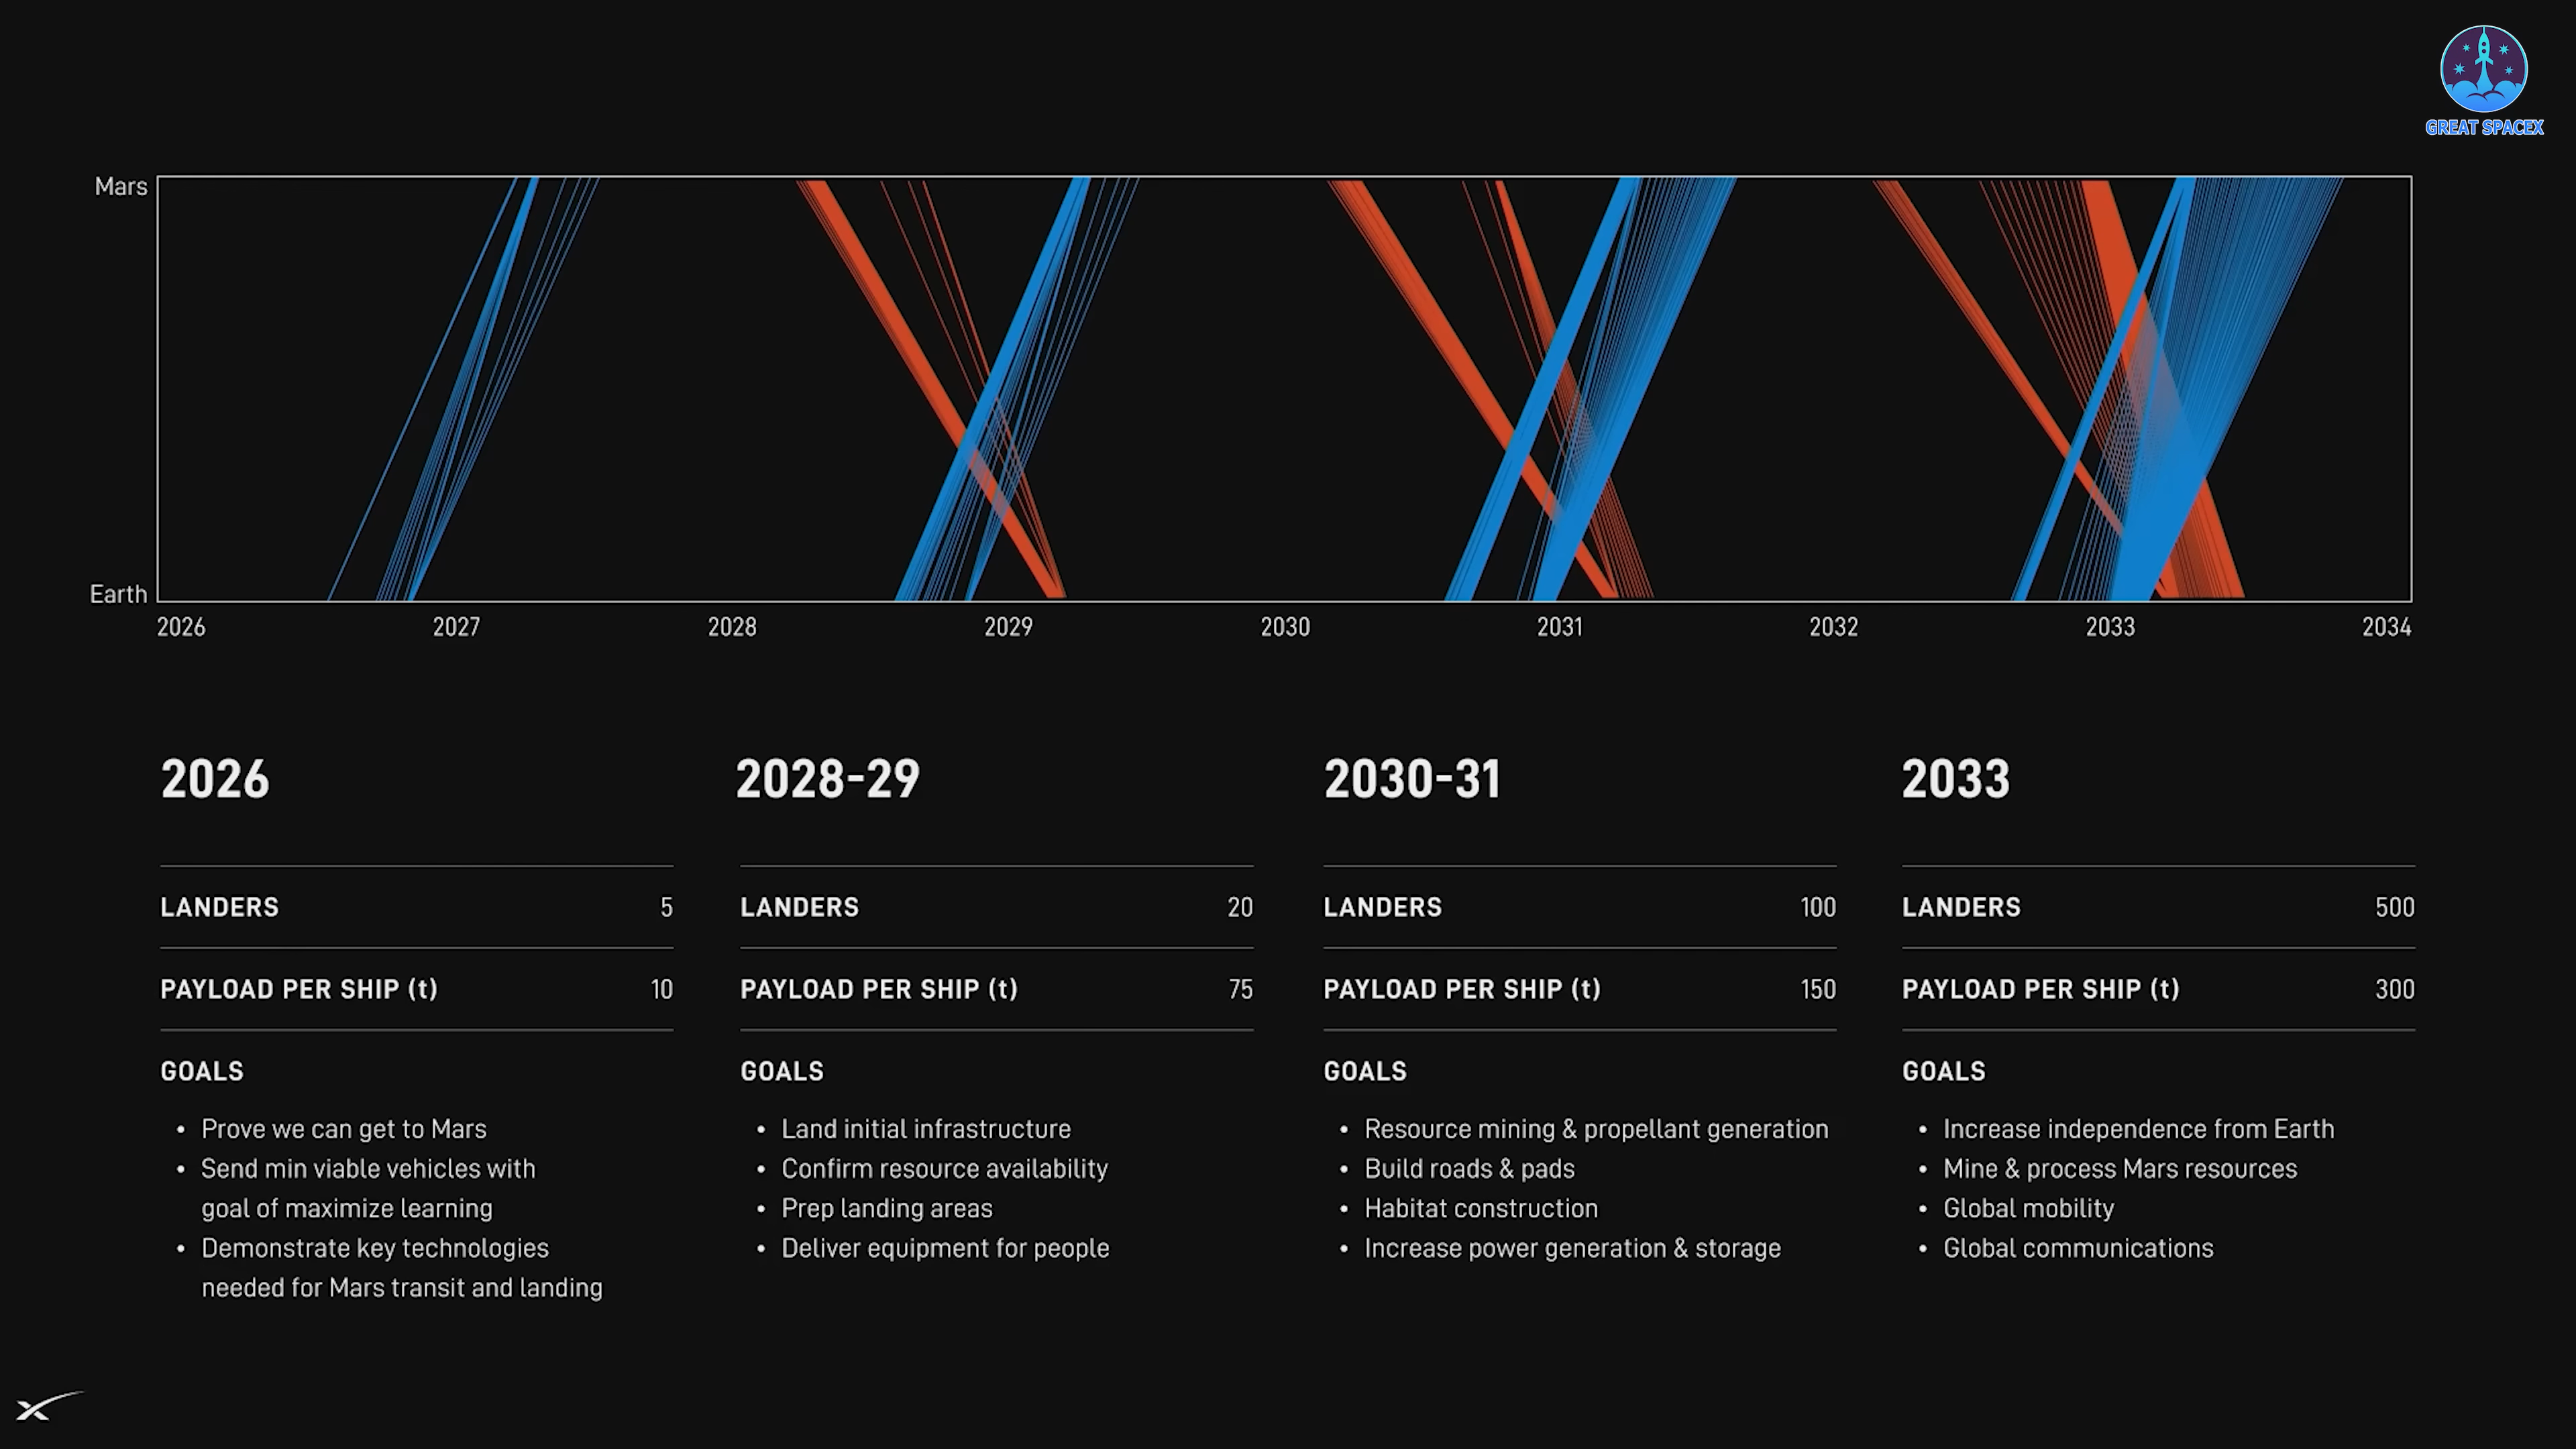 GREAT SPACEX
Mars
Earth
2026
2027
2028
2029
2030
2031
2032
2033
2034
2026
LANDERS 5
PAYLOAD PER SHIP (t) 10
GOALS
• Prove we can get to Mars
• Send min viable vehicles with
goal of maximize learning
• Demonstrate key technologies
needed for Mars transit and landing
2028-29
LANDERS 20
PAYLOAD PER SHIP (t) 75
GOALS
• Land initial infrastructure
• Confirm resource availability
• Prep landing areas
• Deliver equipment for people
2030-31
LANDERS 100
PAYLOAD PER SHIP (t) 150
GOALS
• Resource mining & propellant generation
• Build roads & pads
• Habitat construction
• Increase power generation & storage
2033
LANDERS 500
PAYLOAD PER SHIP (t) 300
GOALS
• Increase independence from Earth
• Mine & process Mars resources
• Global mobility
• Global communications